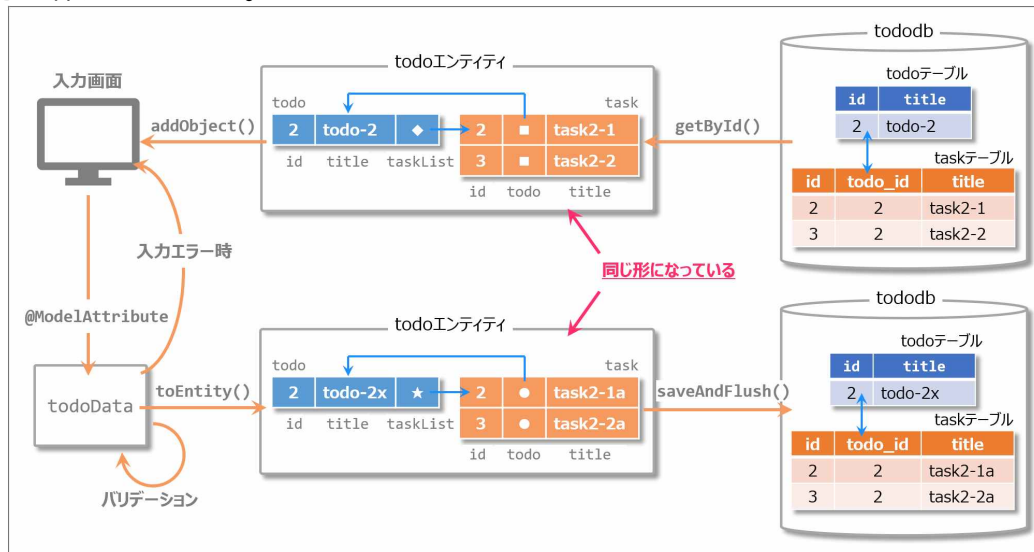 入力画面
addObject()
todoエンティティ
todo
task
2 todo-2 ◆ 2 ■ task2-1
3 ■ task2-2
id title taskList
id todo title
getById()
tododb
todoテーブル
id title
2 todo-2
taskテーブル
id todo_id title
2 2 task2-1
3 2 task2-2
入力エラー時
同じ形になっている
@ModelAttribute
todoData
バリデーション
toEntity()
todoエンティティ
todo
task
2 todo-2x ★ 2 ● task2-1a
3 ● task2-2a
id title taskList
id todo title
saveAndFlush()
tododb
todoテーブル
id title
2 todo-2x
taskテーブル
id todo_id title
2 2 task2-1a
3 2 task2-2a